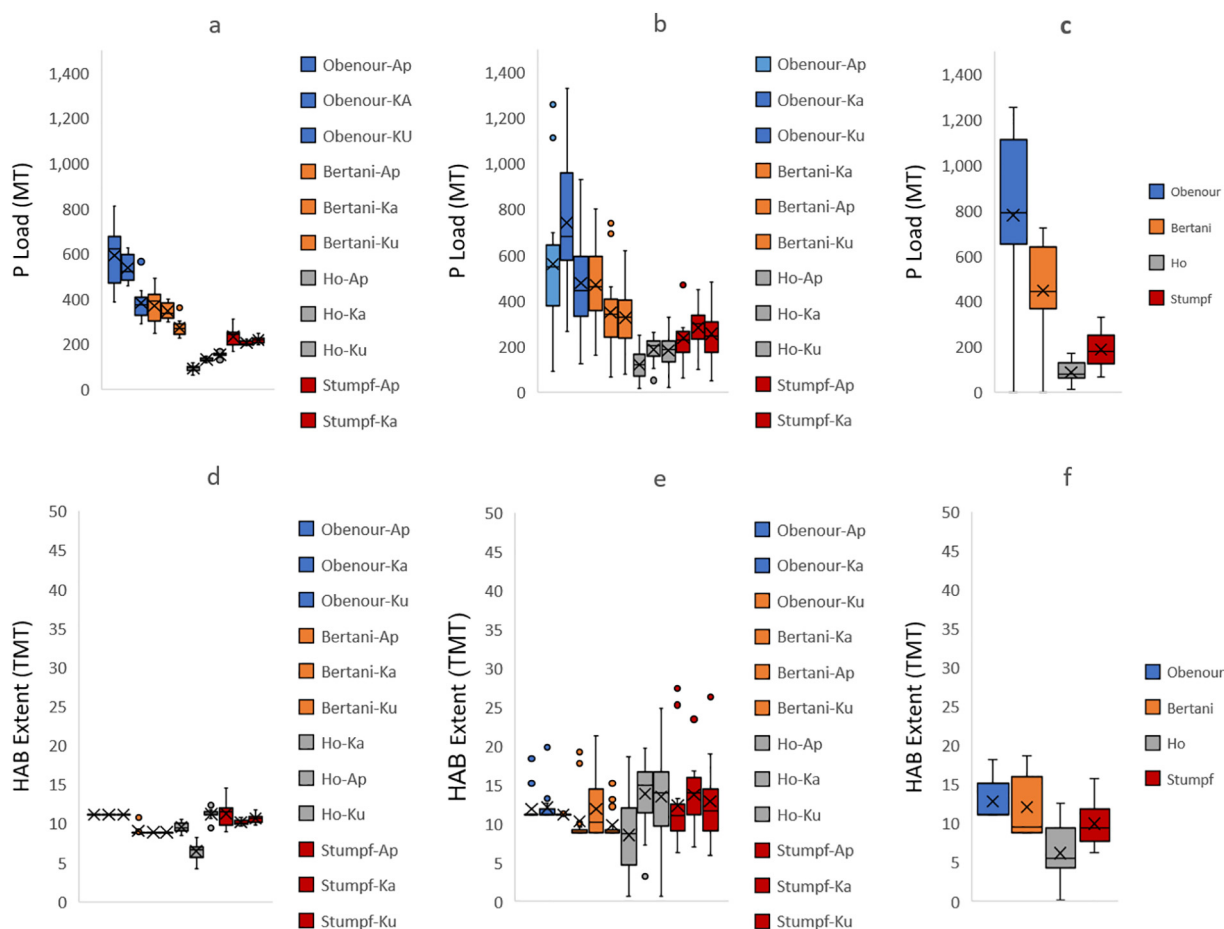 a
P Load (MT)
1,400
1,200
1,000
800
600
400
200
0
Obenour-Ap
Obenour-KA
Obenour-KU
Bertani-Ap
Bertani-Ka
Bertani-Ku
Ho-Ap
Ho-Ka
Ho-Ku
Stumpf-Ap
Stumpf-Ka
b
P Load (MT)
1,400
1,200
1,000
800
600
400
200
0
Obenour-Ap
Obenour-Ka
Obenour-Ku
Bertani-Ka
Bertani-Ap
Bertani-Ku
Ho-Ap
Ho-Ka
Ho-Ku
Stumpf-Ap
Stumpf-Ka
c
P Load (MT)
1,400
1,200
1,000
800
600
400
200
0
Obenour
Bertani
Ho
Stumpf
d
HAB Extent (TMT)
50
45
40
35
30
25
20
15
10
5
0
Obenour-Ap
Obenour-Ka
Obenour-Ku
Bertani-Ap
Bertani-Ka
Bertani-Ku
Ho-Ka
Ho-Ap
Ho-Ku
Stumpf-Ap
Stumpf-Ka
Stumpf-Ku
e
HAB Extent (TMT)
50
45
40
35
30
25
20
15
10
5
0
Obenour-Ap
Obenour-Ka
Obenour-Ku
Bertani-Ka
Bertani-Ap
Bertani-Ku
Ho-Ap
Ho-Ka
Ho-Ku
Stumpf-Ap
Stumpf-Ka
Stumpf-Ku
f
HAB Extent (TMT)
50
45
40
35
30
25
20
15
10
5
0
Obenour
Bertani
Ho
Stumpf